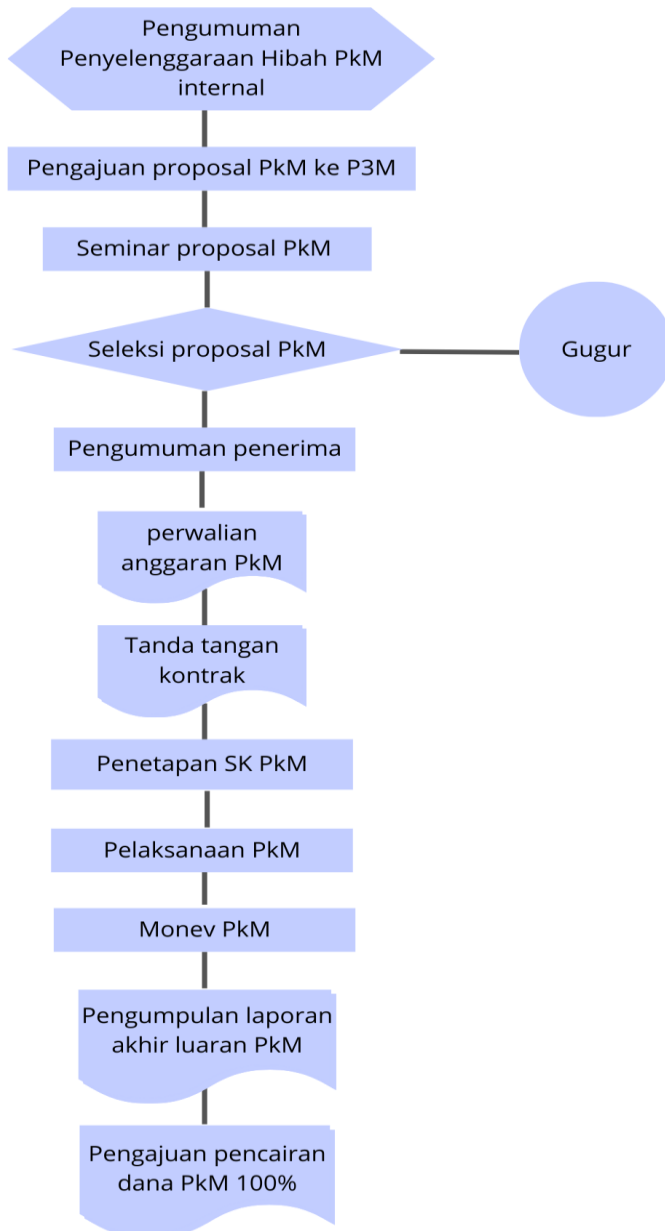 Pengumuman
Penyelenggaraan Hibah PkM
internal
Pengajuan proposal PkM ke P3M
Seminar proposal PkM
Seleksi proposal PkM
Gugur
Pengumuman penerima
perwalian
anggaran PkM
Tanda tangan
kontrak
Penetapan SK PkM
Pelaksanaan PkM
Monev PkM
Pengumpulan laporan
akhir luaran PkM
Pengajuan pencairan
dana PkM 100%